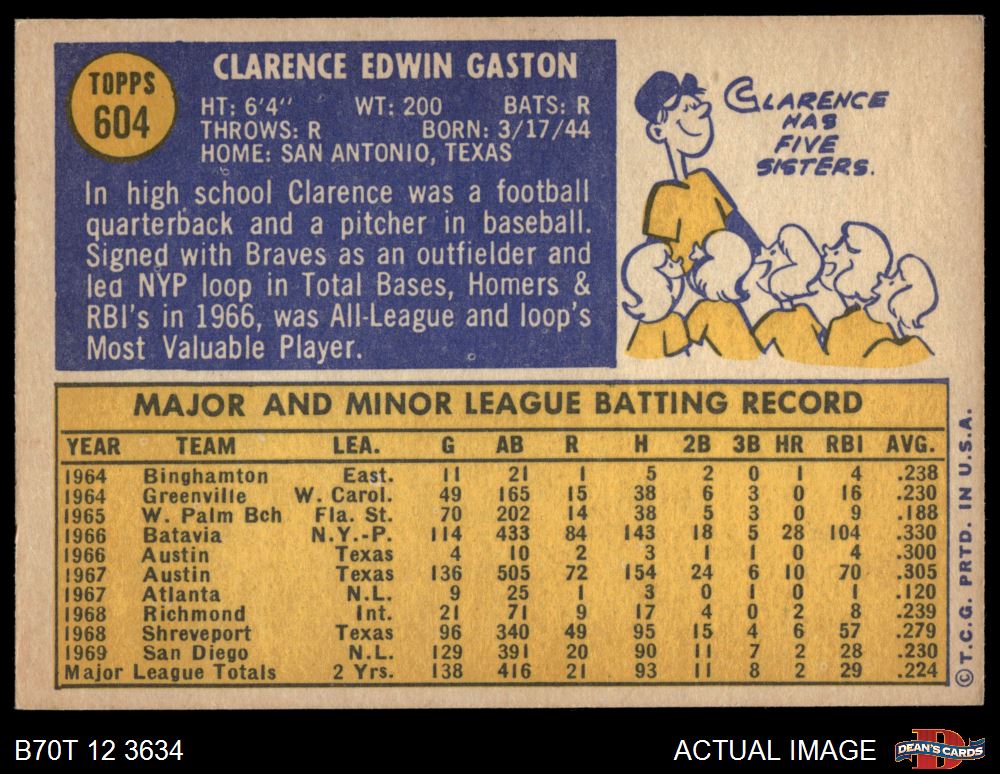 TOPPS
604
CLARENCE EDWIN GASTON
HT: 6'4" WT: 200 BATS: R
THROWS: R BORN: 3/17/44
HOME: SAN ANTONIO, TEXAS
In high school Clarence was a football
quarterback and a pitcher in baseball.
Signed with Braves as an outfielder and
led NYP loop in Total Bases, Homers &
RBI's in 1966, was All-League and loop's
Most Valuable Player.
CLARENCE
HAS
FIVE
SISTERS.
MAJOR AND MINOR LEAGUE BATTING RECORD
YEAR TEAM LEA. G AB R H 2B 3B HR RBI AVG.
1964 Binghamton East. 11 21 1 5 2 0 1 4 .238
1964 Greenville W. Carol. 49 165 15 38 6 3 0 16 .230
1965 W. Palm Bch Fla. St. 70 202 14 38 5 3 0 9 .188
1966 Batavia N.Y.-P. 114 433 84 143 18 5 28 104 .330
1966 Austin Texas 4 10 2 3 1 1 0 4 .300
1967 Austin Texas 136 505 72 154 24 6 10 70 .305
1967 Atlanta N.L. 9 25 1 3 0 1 0 1 .120
1968 Richmond Int. 21 71 9 17 4 0 2 8 .239
1968 Shreveport Texas 96 340 49 95 15 4 6 57 .279
1969 San Diego N.L. 129 391 20 90 11 7 2 28 .230
Major League Totals 2 Yrs. 138 416 21 93 11 8 2 29 .224
© T.C.G. PRTD. IN U.S.A.
B70T 12 3634
ACTUAL IMAGE
D
DEAN'S CARDS